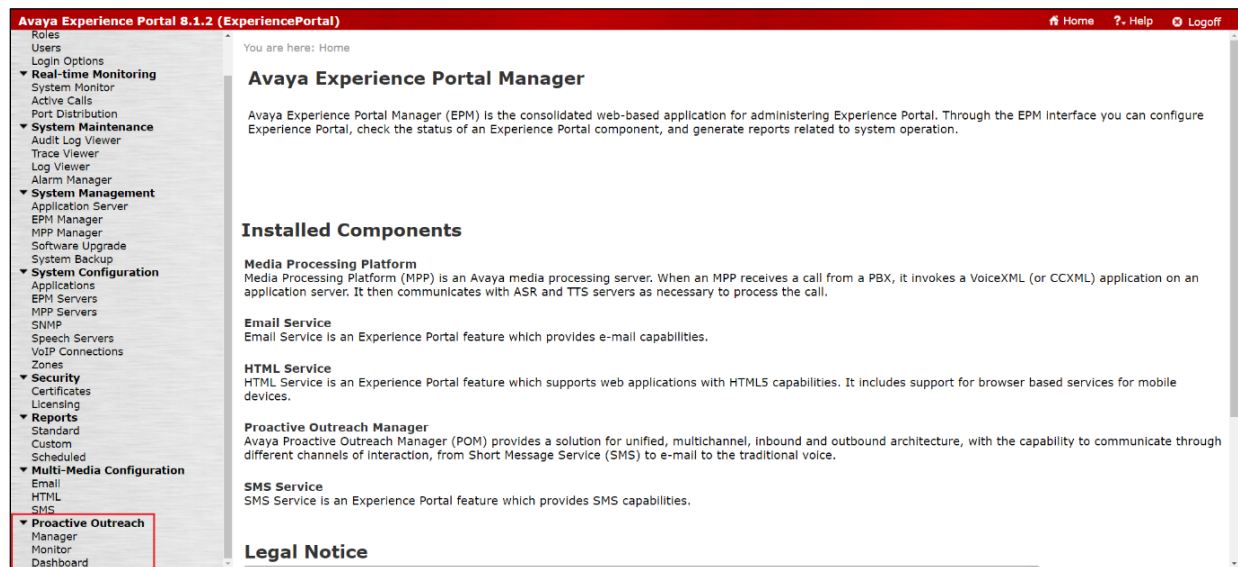 Avaya Experience Portal 8.1.2 (ExperiencePortal)
Home ?. Help Logoff
Roles
Users
Login Options
Real-time Monitoring
System Monitor
Active Calls
Port Distribution
System Maintenance
Audit Log Viewer
Trace Viewer
Log Viewer
Alarm Manager
System Management
Application Server
EPM Manager
MPP Manager
Software Upgrade
System Backup
System Configuration
Applications
EPM Servers
MPP Servers
SNMP
Speech Servers
VoIP Connections
Zones
Security
Certificates
Licensing
Reports
Standard
Custom
Scheduled
Multi-Media Configuration
Email
HTML
SMS
Proactive Outreach
Manager
Monitor
Dashboard
You are here: Home
Avaya Experience Portal Manager
Avaya Experience Portal Manager (EPM) is the consolidated web-based application for administering Experience Portal. Through the EPM interface you can configure
Experience Portal, check the status of an Experience Portal component, and generate reports related to system operation.
Installed Components
Media Processing Platform
Media Processing Platform (MPP) is an Avaya media processing server. When an MPP receives a call from a PBX, it invokes a VoiceXML (or CCXML) application on an
application server. It then communicates with ASR and TTS servers as necessary to process the call.
Email Service
Email Service is an Experience Portal feature which provides e-mail capabilities.
HTML Service
HTML Service is an Experience Portal feature which supports web applications with HTML5 capabilities. It includes support for browser based services for mobile
devices.
Proactive Outreach Manager
Avaya Proactive Outreach Manager (POM) provides a solution for unified, multichannel, inbound and outbound architecture, with the capability to communicate through
different channels of interaction, from Short Message Service (SMS) to e-mail to the traditional voice.
SMS Service
SMS Service is an Experience Portal feature which provides SMS capabilities.
Legal Notice